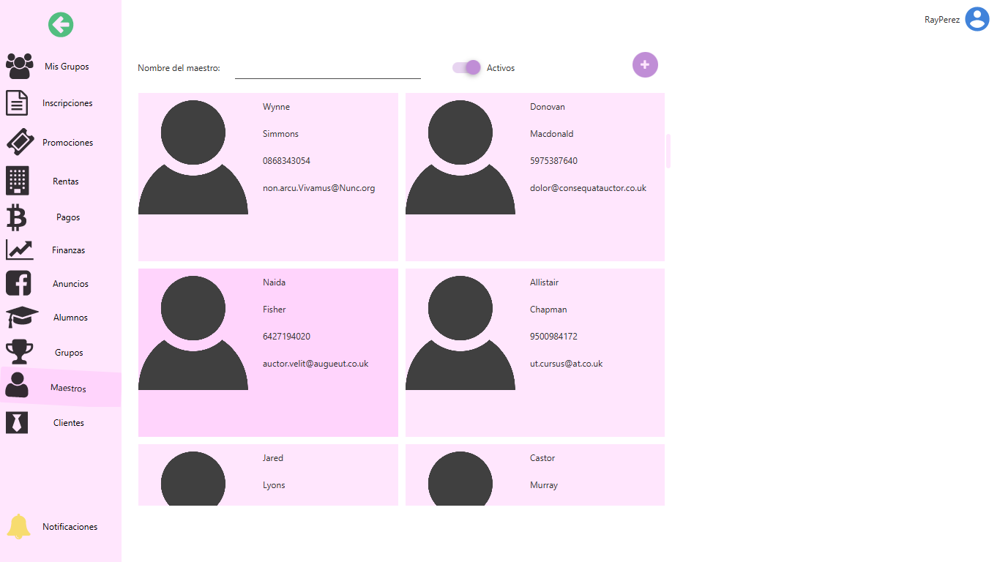 RayPerez
Mis Grupos
Inscripciones
Promociones
Rentas
Pagos
Finanzas
Anuncios
Alumnos
Grupos
Maestros
Clientes
Notificaciones
Nombre del maestro:
Activos
Wynne
Simmons
0868343054
non.arcu.Vivamus@Nunc.org
Donovan
Macdonald
5975387640
dolor@consequatauctor.co.uk
Naida
Fisher
6427194020
auctor.velit@augueut.co.uk
Allistair
Chapman
9500984172
ut.cursus@at.co.uk
Jared
Lyons
Castor
Murray